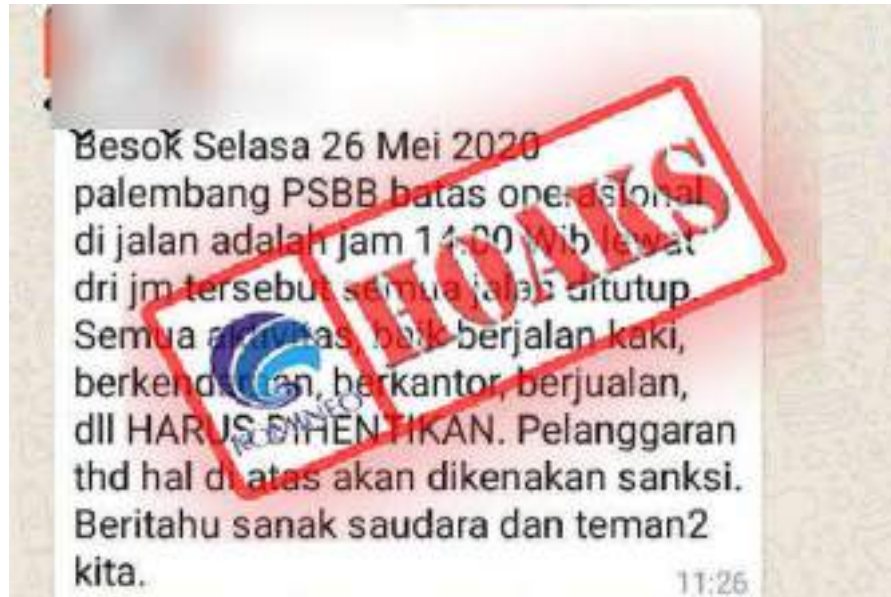 Besok Selasa 26 Mei 2020
palembang PSBB batas operasional
di jalan adalah jam 14:00 Wib lewat
dri jm tersebut semua jalan ditutup.
Semua aktivitas, baik berjalan kaki,
berkendaraan, berkantor, berjualan,
dll HARUS DIHENTIKAN. Pelanggaran
thd hal di atas akan dikenakan sanksi.
Beritahu sanak saudara dan teman2
kita.
11:26
HOAKS
KOMINFO